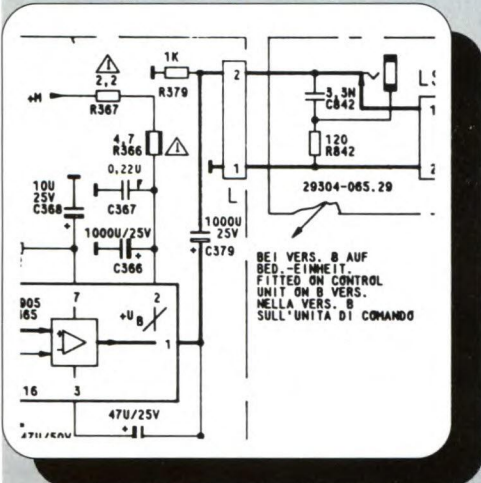 1K
R379
2,2
R367
+M
4,7
R366
0,22U
C367
10U
25V
C368
1000U/25V
C366
1000U
25V
C379
2
1
L
3,3N
C842
120
R842
LS
1
2
29304-065.29
BEI VERS. B AUF
BED.-EINHEIT.
FITTED ON CONTROL
UNIT ON B VERS.
NELLA VERS. B
SULL'UNITA DI COMANDO
905
7
2
+U B
1
16
3
47U/25V
47U/50V